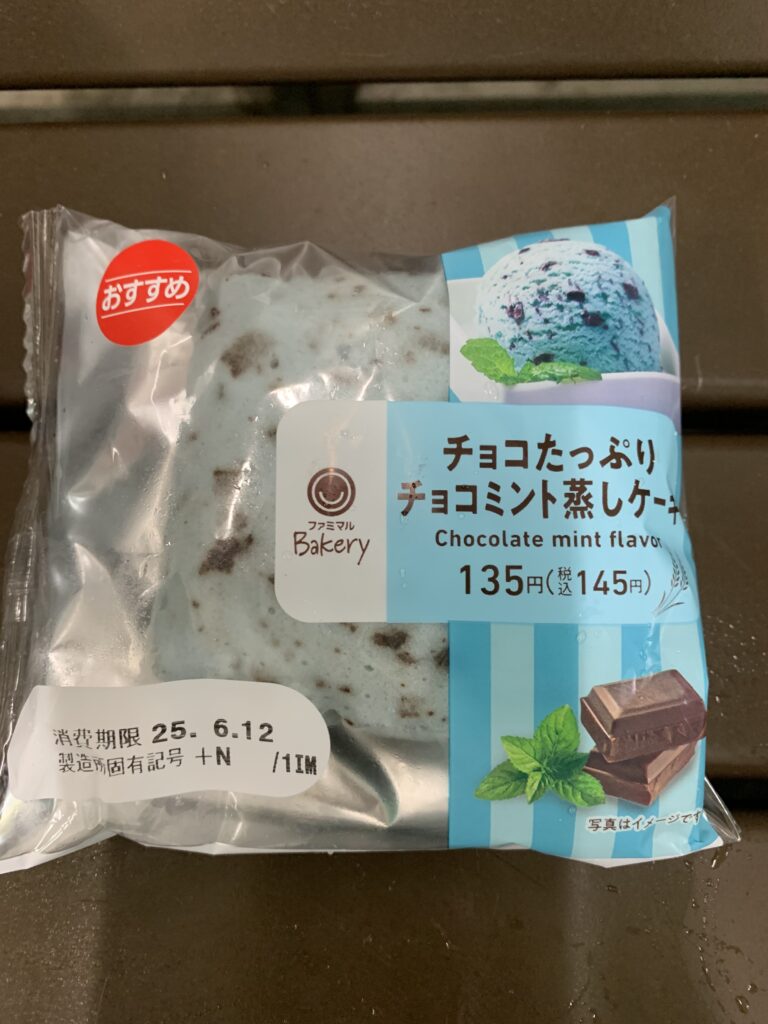 おすすめ
チョコたっぷり
チョコミント蒸しケーキ
ファミマル
Bakery
Chocolate mint flavor
135円(税込145円)
消費期限 25. 6.12
製造所固有記号 +N /1IM
写真はイメージです